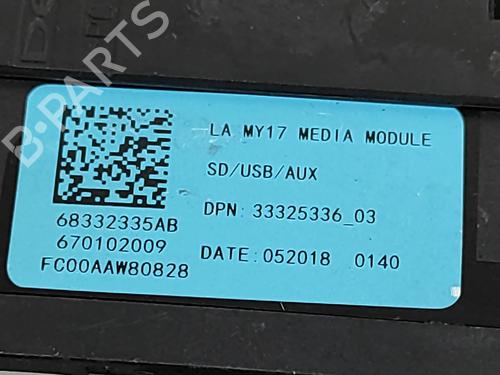 B-PARTS
LA MY17 MEDIA MODULE
SD/USB/AUX
DPN: 33325336_03
DATE:052018 0140
68332335AB
670102009
FC00AAW80828